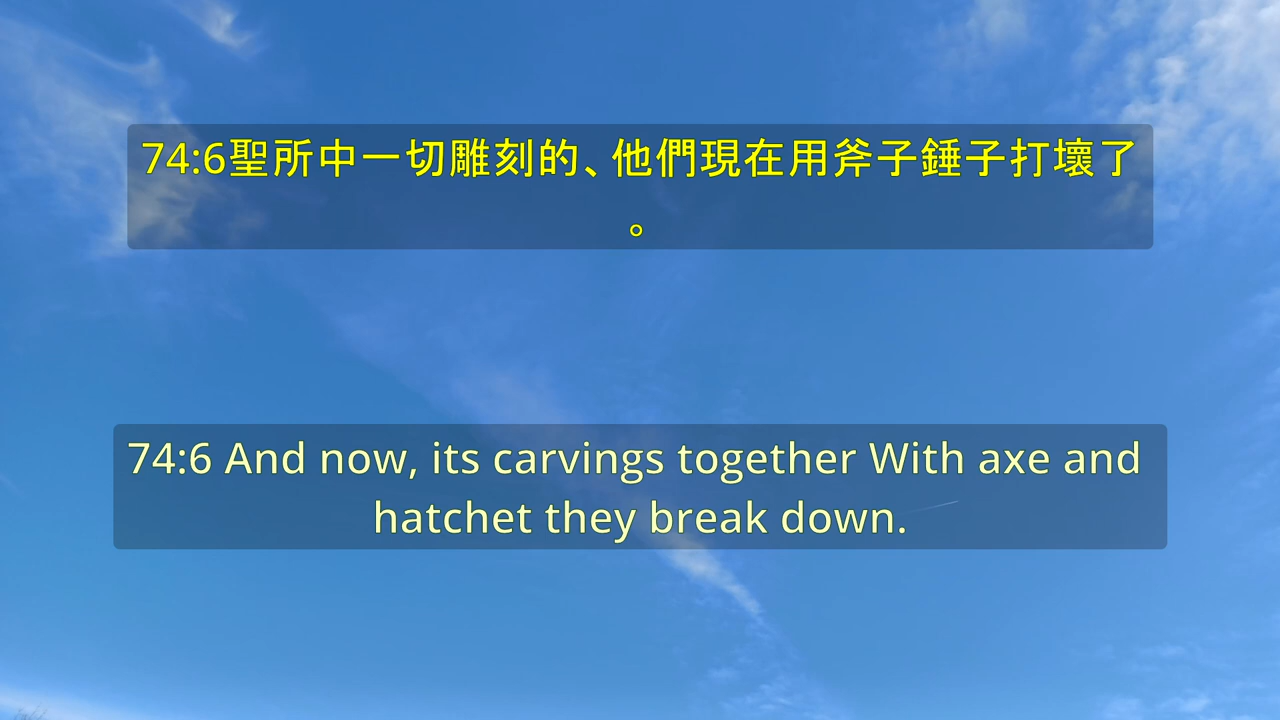 74:6聖所中一切雕刻的、他們現在用斧子錘子打壞了
。
74:6 And now, its carvings together With axe and
hatchet they break down.